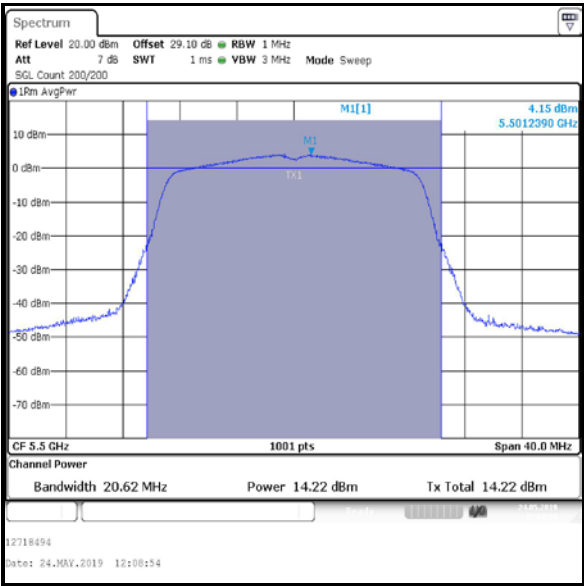 Spectrum
Ref Level 20.00 dBm Offset 29.10 dB RBW 1 MHz
Att 7 dB SWT 1 ms VBW 3 MHz Mode Sweep
SGL Count 200/200
1Rm AvgPwr
M1[1] 4.15 dBm
5.5012390 GHz
10 dBm
M1
0 dBm
TX1
-10 dBm
-20 dBm
-30 dBm
-40 dBm
-50 dBm
-60 dBm
-70 dBm
CF 5.5 GHz 1001 pts Span 40.0 MHz
Channel Power
Bandwidth 20.62 MHz Power 14.22 dBm Tx Total 14.22 dBm
24.05.2019
12718494
Date: 24.MAY.2019 12:08:54